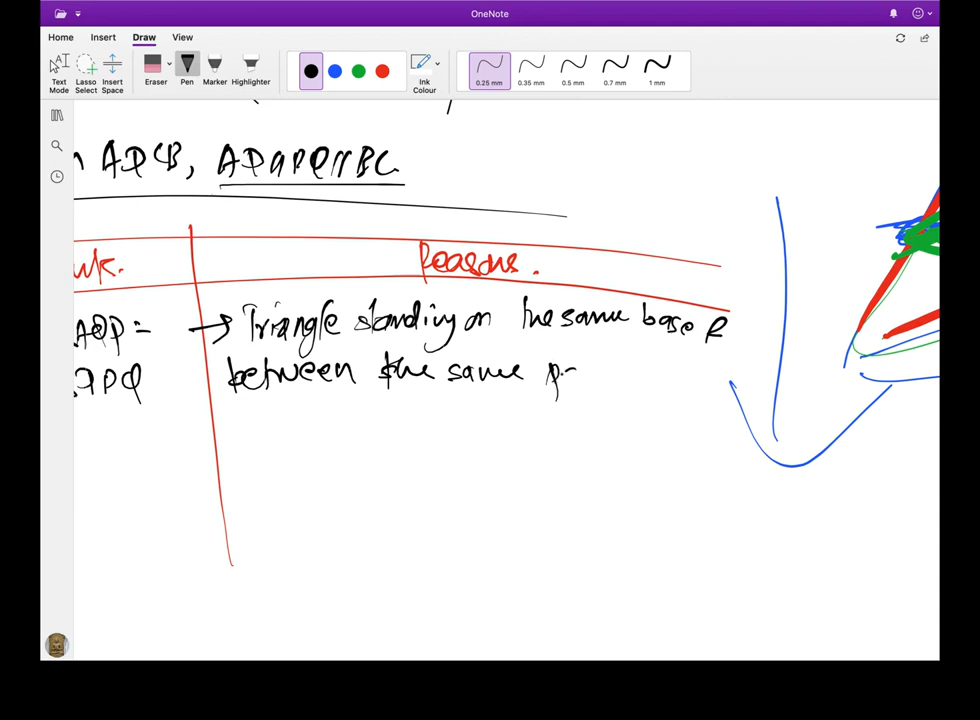 OneNote
Home Insert Draw View
Text Mode Lasso Select Insert Space Eraser Pen Marker Highlighter Ink Colour 0.25 mm 0.35 mm 0.5 mm 0.7 mm 1 mm
Reasons.
→ Triangle standing on the same base &
between the same